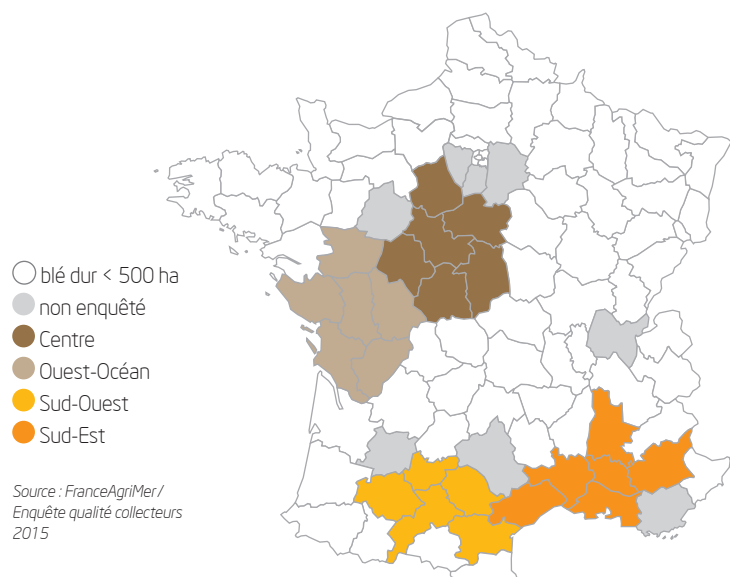 blé dur < 500 ha
non enquêté
Centre
Ouest-Océan
Sud-Ouest
Sud-Est
Source : FranceAgriMer /
Enquête qualité collecteurs
2015